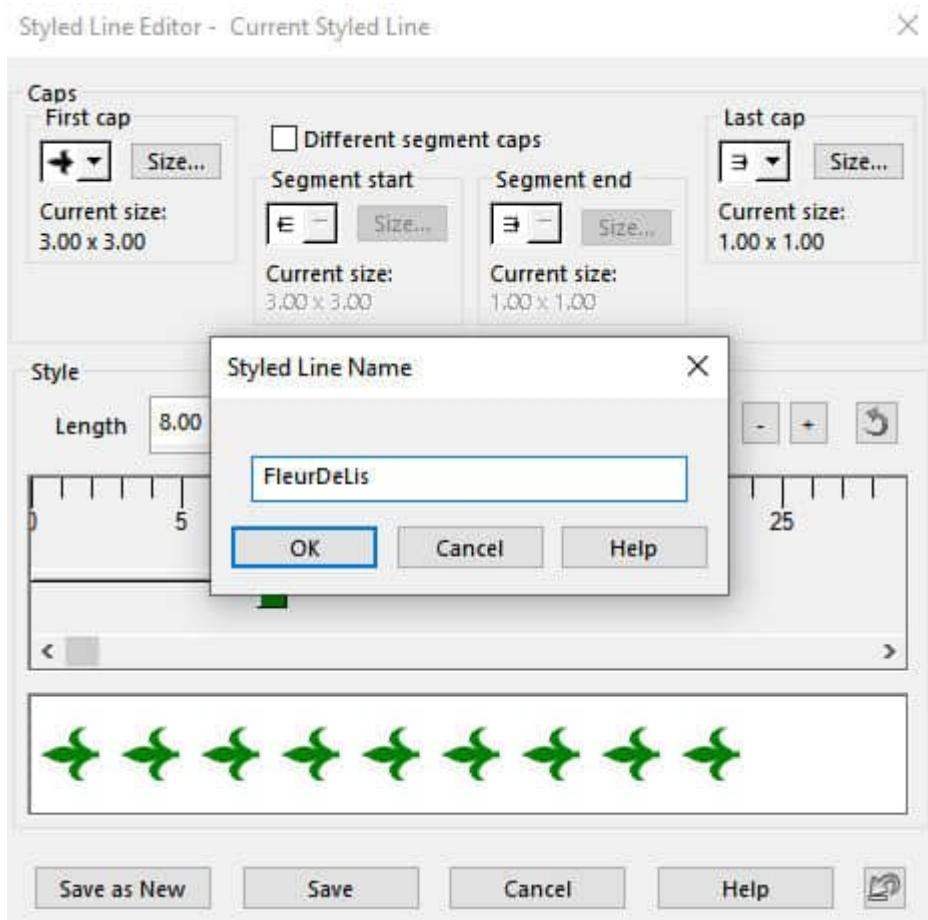 Styled Line Editor - Current Styled Line
Caps
First cap
Size...
Current size:
3.00 x 3.00
Different segment caps
Segment start
Size...
Current size:
3.00 x 3.00
Segment end
Size...
Current size:
1.00 x 1.00
Last cap
Size...
Current size:
1.00 x 1.00
Styled Line Name
FleurDeLis
OK Cancel Help
Style
Length 8.00
- +
0 5 25
Save as New Save Cancel Help